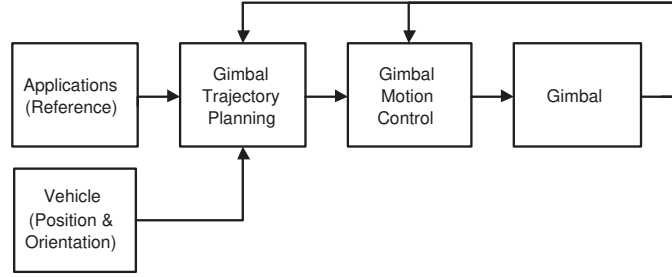 Applications
(Reference)
Gimbal
Trajectory
Planning
Gimbal
Motion
Control
Gimbal
Vehicle
(Position &
Orientation)